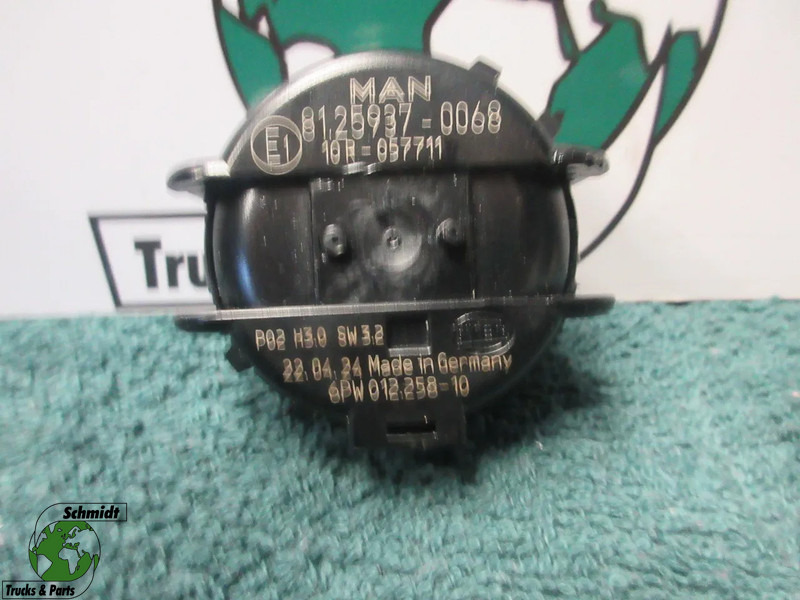 MAN
81.25937-0068
E1
10R-057711
Tru
P02 H3.0 SW3.2
22.04.24 Made in Germany
6PW 012.258-10
Schmidt
Trucks & Parts